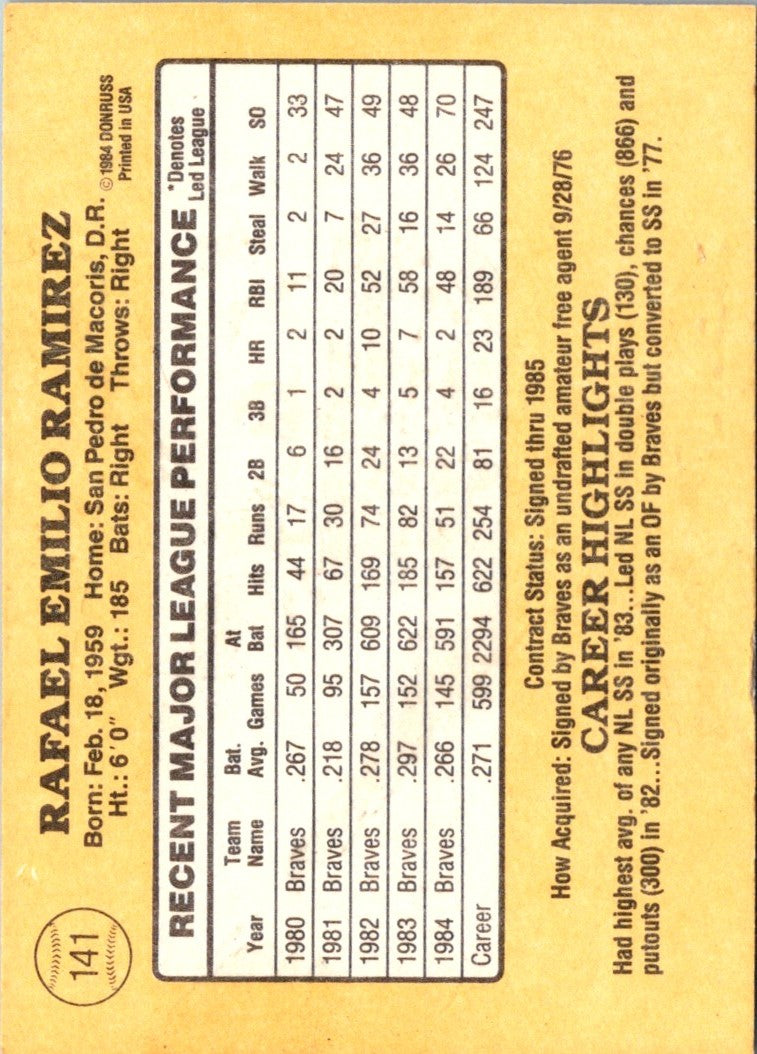 141
RAFAEL EMILIO RAMIREZ
Born: Feb. 18, 1959 Home: San Pedro de Macoris, D.R.
Ht.: 6'0" Wgt.: 185 Bats: Right Throws: Right
© 1984 DONRUSS
Printed in USA
RECENT MAJOR LEAGUE PERFORMANCE
*Denotes
Led League
Year Team Name Bat. Avg. Games At Bat Hits Runs 2B 3B HR RBI Steal Walk SO
1980 Braves .267 50 165 44 17 6 1 2 11 2 2 33
1981 Braves .218 95 307 67 30 16 2 2 20 7 24 47
1982 Braves .278 157 609 169 74 24 4 10 52 27 36 49
1983 Braves .297 152 622 185 82 13 5 7 58 16 36 48
1984 Braves .266 145 591 157 51 22 4 2 48 14 26 70
Career .271 599 2294 622 254 81 16 23 189 66 124 247
Contract Status: Signed thru 1985
How Acquired: Signed by Braves as an undrafted amateur free agent 9/28/76
CAREER HIGHLIGHTS
Had highest avg. of any NL SS in '83...Led NL SS in double plays (130), chances (866) and
putouts (300) in '82...Signed originally as an OF by Braves but converted to SS in '77.